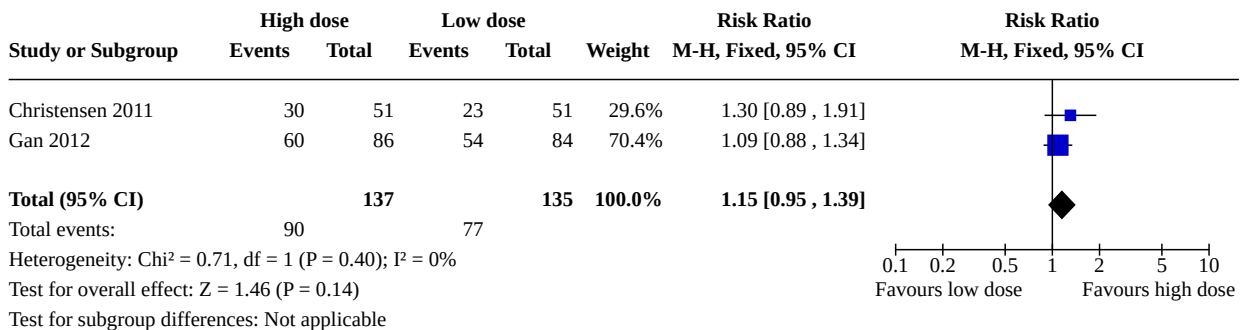 High dose Low dose Risk Ratio Risk Ratio
Study or Subgroup Events Total Events Total Weight M-H, Fixed, 95% CI M-H, Fixed, 95% CI
Christensen 2011 30 51 23 51 29.6% 1.30 [0.89 , 1.91]
Gan 2012 60 86 54 84 70.4% 1.09 [0.88 , 1.34]
Total (95% CI) 137 135 100.0% 1.15 [0.95 , 1.39]
Total events: 90 77
Heterogeneity: Chi² = 0.71, df = 1 (P = 0.40); I² = 0%
0.1 0.2 0.5 1 2 5 10
Test for overall effect: Z = 1.46 (P = 0.14) Favours low dose Favours high dose
Test for subgroup differences: Not applicable